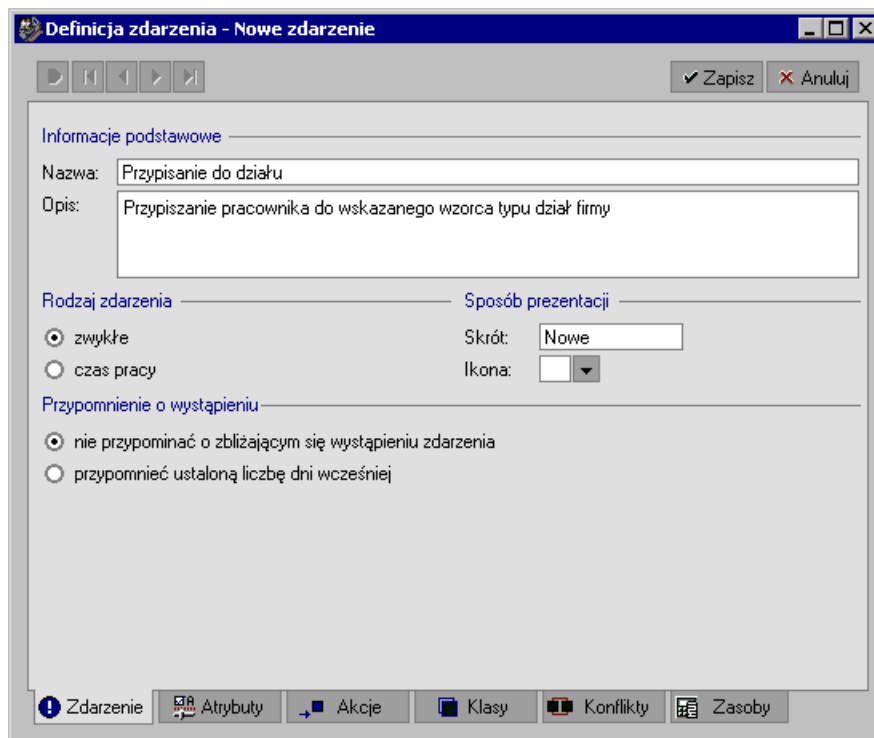 Definicja zdarzenia - Nowe zdarzenie
Zapisz Anuluj
Informacje podstawowe
Nazwa: Przypisanie do działu
Opis: Przypiszanie pracownika do wskazanego wzorca typu dział firmy
Rodzaj zdarzenia Sposób prezentacji
zwykłe Skrót: Nowe
czas pracy Ikona:
Przypomnienie o wystąpieniu
nie przypominać o zbliżającym się wystąpieniu zdarzenia
przypomnieć ustaloną liczbę dni wcześniej
Zdarzenie Atrybuty Akcje Klasy Konflikty Zasoby